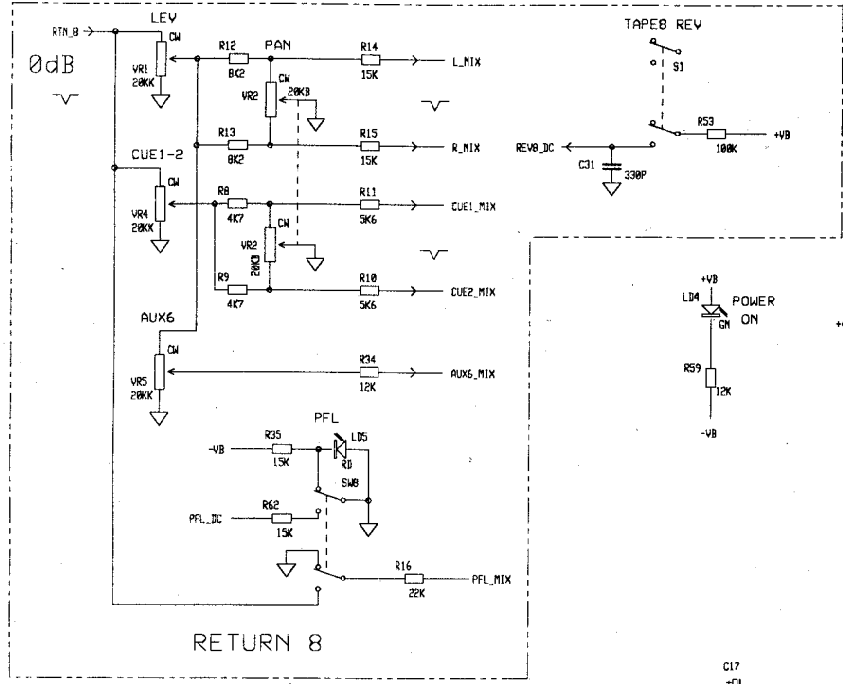 LEV
RTN_8
CW
0dB
VR1
20KK
R12
8K2
PAN
CW
20KB
VR2
R14
15K
L_MIX
R13
8K2
R15
15K
R_MIX
CUE1-2
CW
VR4
20KK
R8
4K7
CW
VR2
20KB
R11
5K6
CUE1_MIX
R9
4K7
R10
5K6
CUE2_MIX
AUX6
CW
VR5
20KK
R34
12K
AUX6_MIX
PFL
-VB
R35
15K
LD5
RD
SW8
PFL_DC
R62
15K
R16
22K
PFL_MIX
RETURN 8
TAPE8 REV
S1
R53
100K
+VB
REV8_DC
C31
330P
+VB
LD4
POWER
ON
GN
R59
12K
-VB
C17